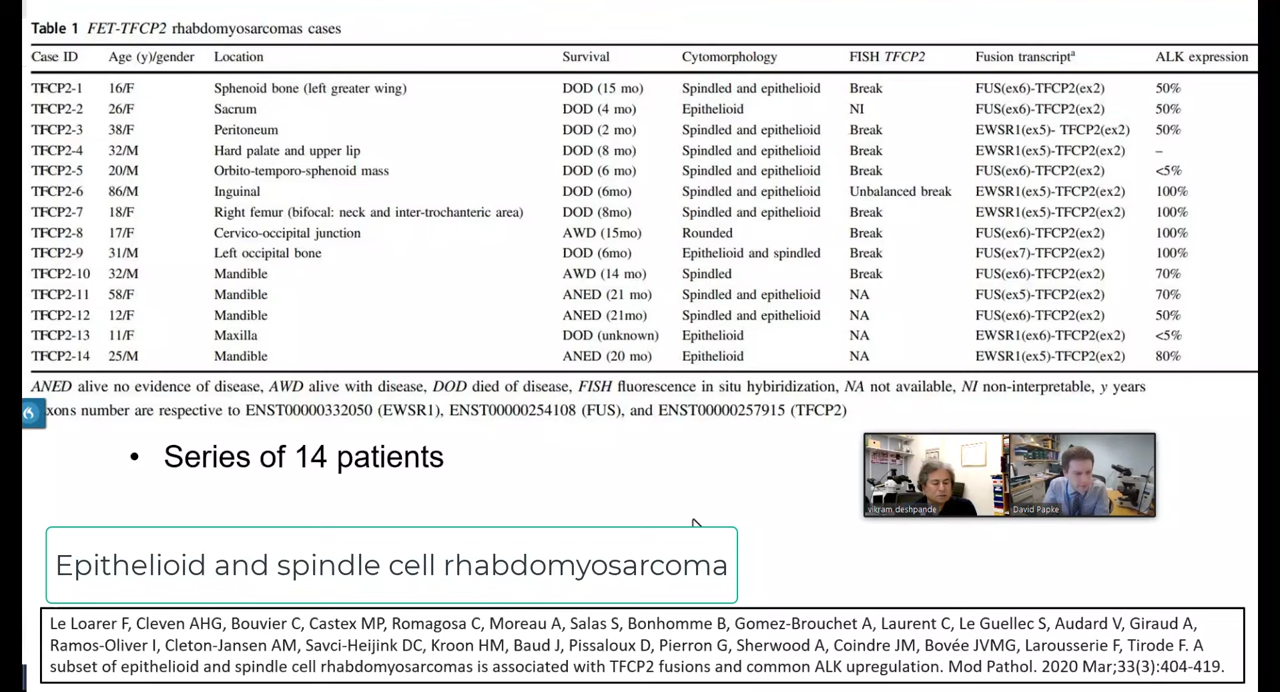 Table 1 FET-TFCP2 rhabdomyosarcomas cases
Case ID Age (y)/gender Location Survival Cytomorphology FISH TFCP2 Fusion transcriptᵃ ALK expression
TFCP2-1 16/F Sphenoid bone (left greater wing) DOD (15 mo) Spindled and epithelioid Break FUS(ex6)-TFCP2(ex2) 50%
TFCP2-2 26/F Sacrum DOD (4 mo) Epithelioid NI FUS(ex6)-TFCP2(ex2) 50%
TFCP2-3 38/F Peritoneum DOD (2 mo) Spindled and epithelioid Break EWSR1(ex5)- TFCP2(ex2) 50%
TFCP2-4 32/M Hard palate and upper lip DOD (8 mo) Spindled and epithelioid Break EWSR1(ex5)-TFCP2(ex2) –
TFCP2-5 20/M Orbito-temporo-sphenoid mass DOD (6 mo) Spindled and epithelioid Break FUS(ex6)-TFCP2(ex2) <5%
TFCP2-6 86/M Inguinal DOD (6mo) Spindled and epithelioid Unbalanced break EWSR1(ex5)-TFCP2(ex2) 100%
TFCP2-7 18/F Right femur (bifocal: neck and inter-trochanteric area) DOD (8mo) Spindled and epithelioid Break EWSR1(ex5)-TFCP2(ex2) 100%
TFCP2-8 17/F Cervico-occipital junction AWD (15mo) Rounded Break FUS(ex6)-TFCP2(ex2) 100%
TFCP2-9 31/M Left occipital bone DOD (6mo) Epithelioid and spindled Break FUS(ex7)-TFCP2(ex2) 100%
TFCP2-10 32/M Mandible AWD (14 mo) Spindled Break FUS(ex6)-TFCP2(ex2) 70%
TFCP2-11 58/F Mandible ANED (21 mo) Spindled and epithelioid NA FUS(ex5)-TFCP2(ex2) 70%
TFCP2-12 12/F Mandible ANED (21mo) Spindled and epithelioid NA FUS(ex6)-TFCP2(ex2) 50%
TFCP2-13 11/F Maxilla DOD (unknown) Epithelioid NA EWSR1(ex6)-TFCP2(ex2) <5%
TFCP2-14 25/M Mandible ANED (20 mo) Epithelioid NA EWSR1(ex5)-TFCP2(ex2) 80%
ANED alive no evidence of disease, AWD alive with disease, DOD died of disease, FISH fluorescence in situ hybiridization, NA not available, NI non-interpretable, y years
xons number are respective to ENST00000332050 (EWSR1), ENST00000254108 (FUS), and ENST00000257915 (TFCP2)
• Series of 14 patients
vikram deshpande
David Papke
Epithelioid and spindle cell rhabdomyosarcoma
Le Loarer F, Cleven AHG, Bouvier C, Castex MP, Romagosa C, Moreau A, Salas S, Bonhomme B, Gomez-Brouchet A, Laurent C, Le Guellec S, Audard V, Giraud A,
Ramos-Oliver I, Cleton-Jansen AM, Savci-Heijink DC, Kroon HM, Baud J, Pissaloux D, Pierron G, Sherwood A, Coindre JM, Bovée JVMG, Larousserie F, Tirode F. A
subset of epithelioid and spindle cell rhabdomyosarcomas is associated with TFCP2 fusions and common ALK upregulation. Mod Pathol. 2020 Mar;33(3):404-419.